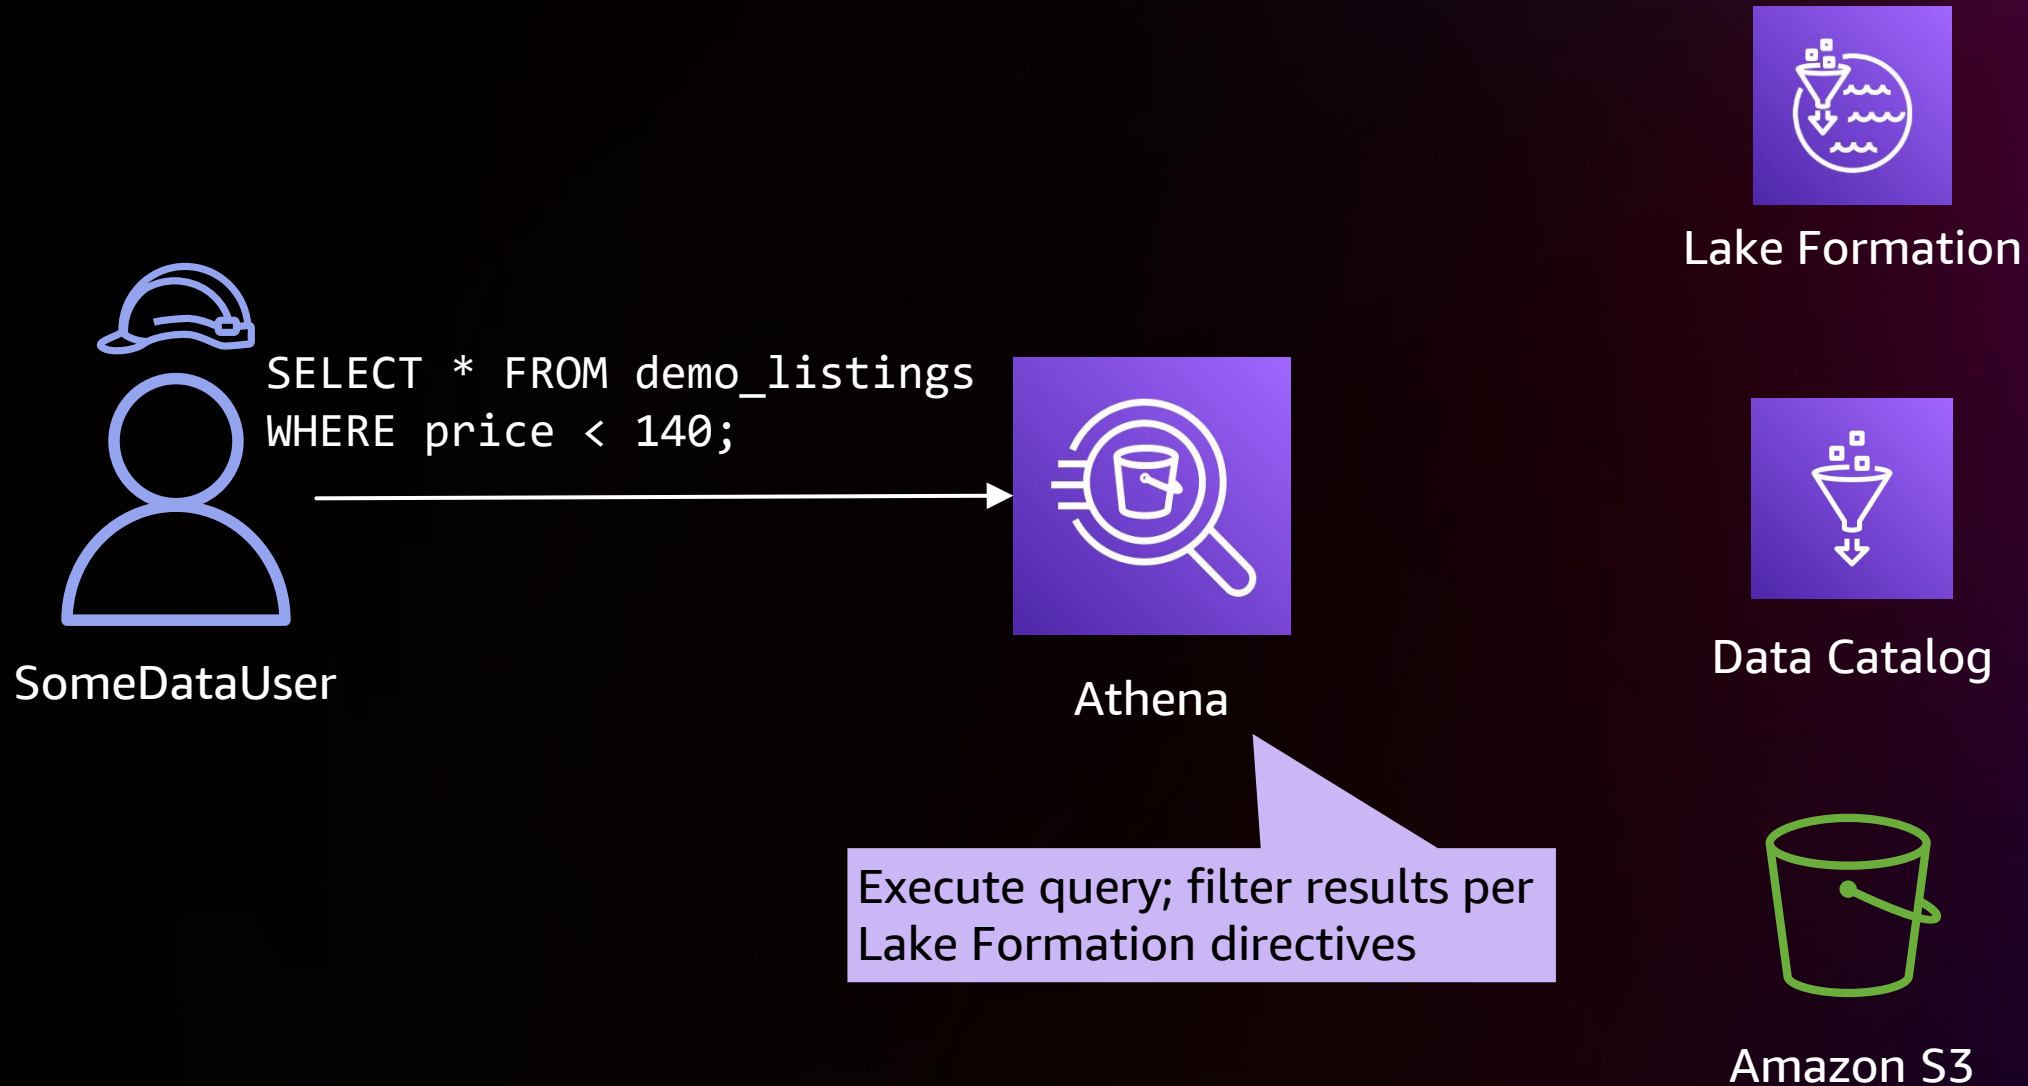 Lake Formation
SELECT * FROM demo_listings
WHERE price < 140;
SomeDataUser
Athena
Data Catalog
Execute query; filter results per
Lake Formation directives
Amazon S3